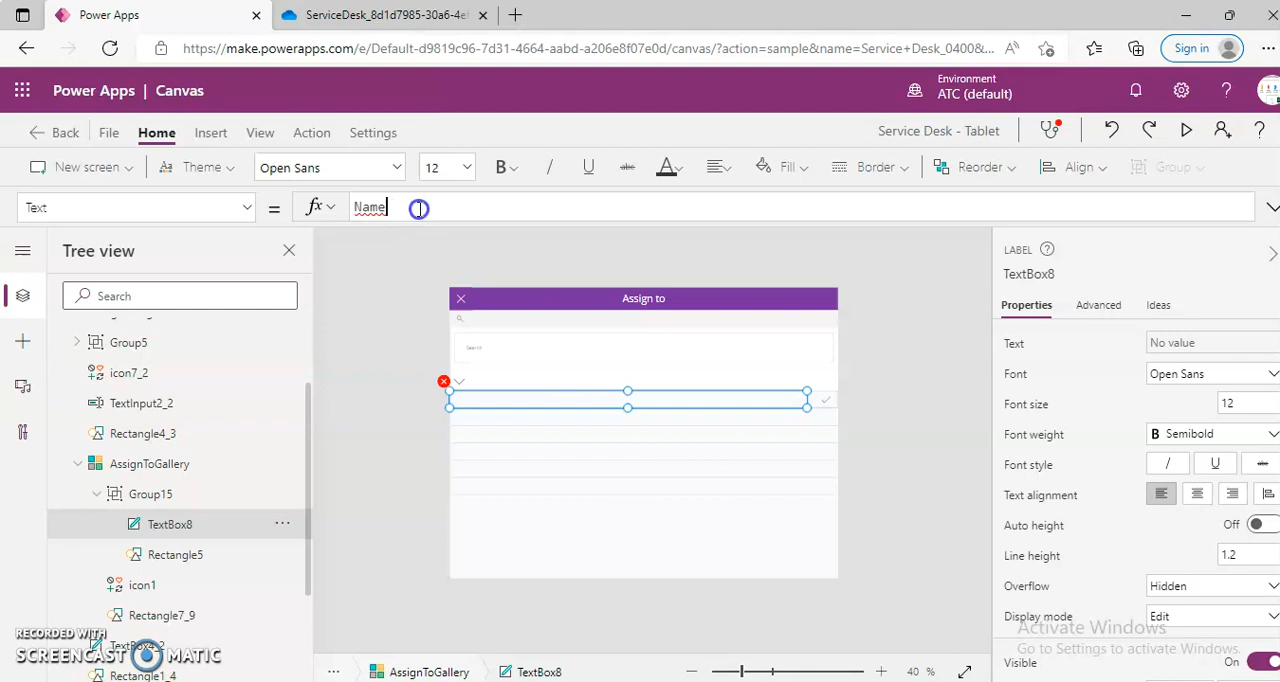 Power Apps
ServiceDesk_8d1d7985-30a6-4ef
https://make.powerapps.com/e/Default-d9819c96-7d31-4664-aabd-a206e8f07e0d/canvas/?action=sample&name=Service+Desk_0400&...
Sign in
Power Apps | Canvas
Environment
ATC (default)
Back
File
Home
Insert
View
Action
Settings
Service Desk - Tablet
New screen
Theme
Open Sans
12
B
Fill
Border
Reorder
Align
Group
Text
=
fx
Name
Tree view
Search
Group5
icon7_2
TextInput2_2
Rectangle4_3
AssignToGallery
Group15
TextBox8
Rectangle5
icon1
Rectangle7_9
TextBox4_2
Rectangle1_4
RECORDED WITH
SCREENCAST MATIC
Assign to
Search
LABEL
TextBox8
Properties
Advanced
Ideas
Text
No value
Font
Open Sans
Font size
12
Font weight
B Semibold
Font style
Text alignment
Auto height
Off
Line height
1.2
Overflow
Hidden
Display mode
Edit
Visible
On
Activate Windows
Go to Settings to activate Windows.
... AssignToGallery
TextBox8
40 %